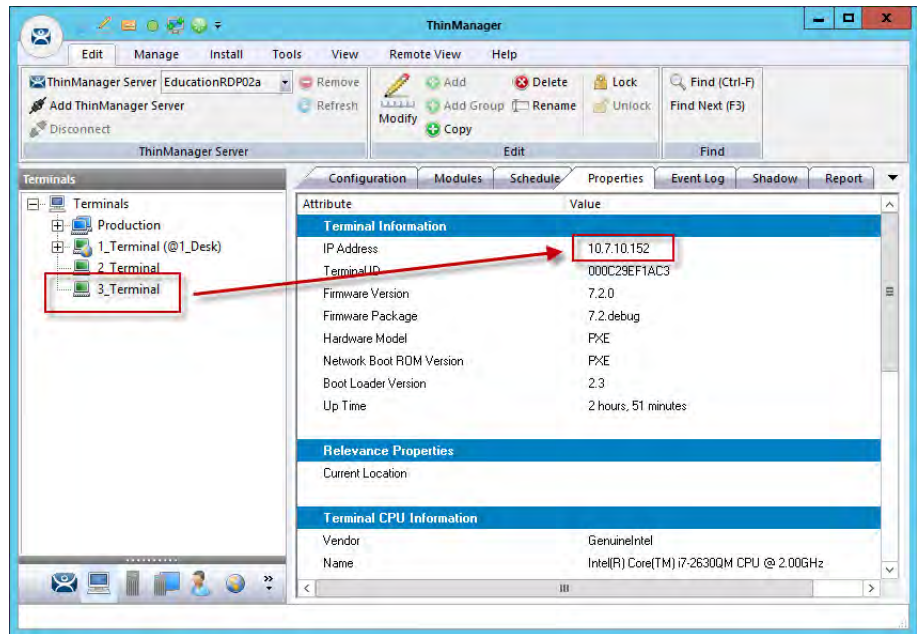 ThinManager
Edit Manage Install Tools View Remote View Help
ThinManager Server EducationRDP02a Remove Add Delete Lock Find (Ctrl-F)
Add ThinManager Server Refresh Modify Add Group Rename Unlock Find Next (F3)
Disconnect Copy
ThinManager Server Edit Find
Terminals Configuration Modules Schedule Properties Event Log Shadow Report
Terminals Attribute Value
Production Terminal Information
1_Terminal (@1_Desk) IP Address 10.7.10.152
2_Terminal TerminalID 000C29EF1AC3
3_Terminal Firmware Version 7.2.0
Firmware Package 7.2.debug
Hardware Model PXE
Network Boot ROM Version PXE
Boot Loader Version 2.3
Up Time 2 hours, 51 minutes
Relevance Properties
Current Location
Terminal CPU Information
Vendor GenuineIntel
Name Intel(R) Core(TM) i7-2630QM CPU @ 2.00GHz